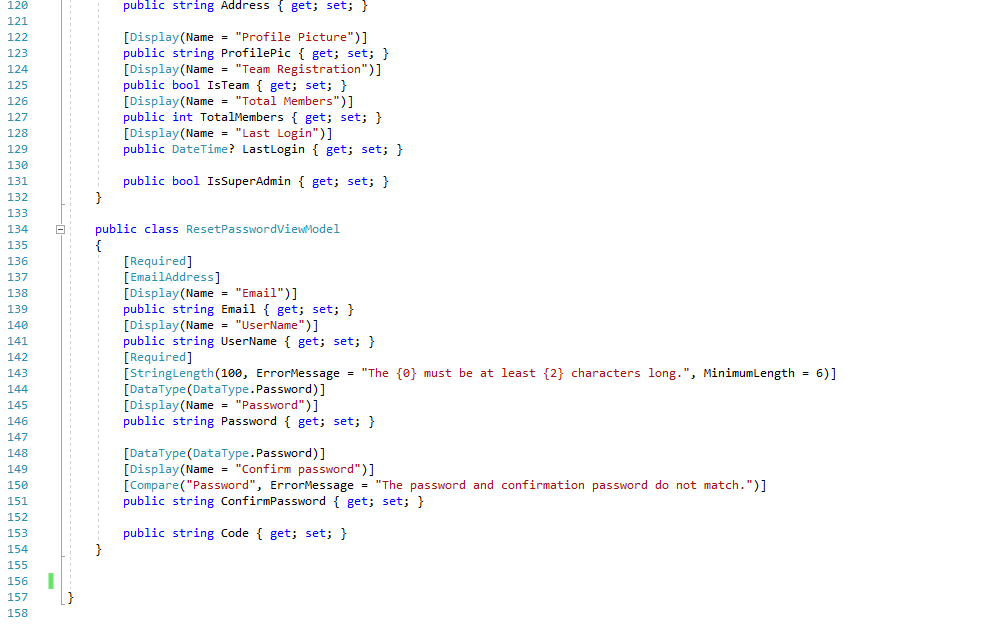 120 public string Address { get; set; }
121
122 [Display(Name = "Profile Picture")]
123 public string ProfilePic { get; set; }
124 [Display(Name = "Team Registration")]
125 public bool IsTeam { get; set; }
126 [Display(Name = "Total Members")]
127 public int TotalMembers { get; set; }
128 [Display(Name = "Last Login")]
129 public DateTime? LastLogin { get; set; }
130
131 public bool IsSuperAdmin { get; set; }
132 }
133
134 public class ResetPasswordViewModel
135 {
136 [Required]
137 [EmailAddress]
138 [Display(Name = "Email")]
139 public string Email { get; set; }
140 [Display(Name = "UserName")]
141 public string UserName { get; set; }
142 [Required]
143 [StringLength(100, ErrorMessage = "The {0} must be at least {2} characters long.", MinimumLength = 6)]
144 [DataType(DataType.Password)]
145 [Display(Name = "Password")]
146 public string Password { get; set; }
147
148 [DataType(DataType.Password)]
149 [Display(Name = "Confirm password")]
150 [Compare("Password", ErrorMessage = "The password and confirmation password do not match.")]
151 public string ConfirmPassword { get; set; }
152
153 public string Code { get; set; }
154 }
155
156
157 }
158